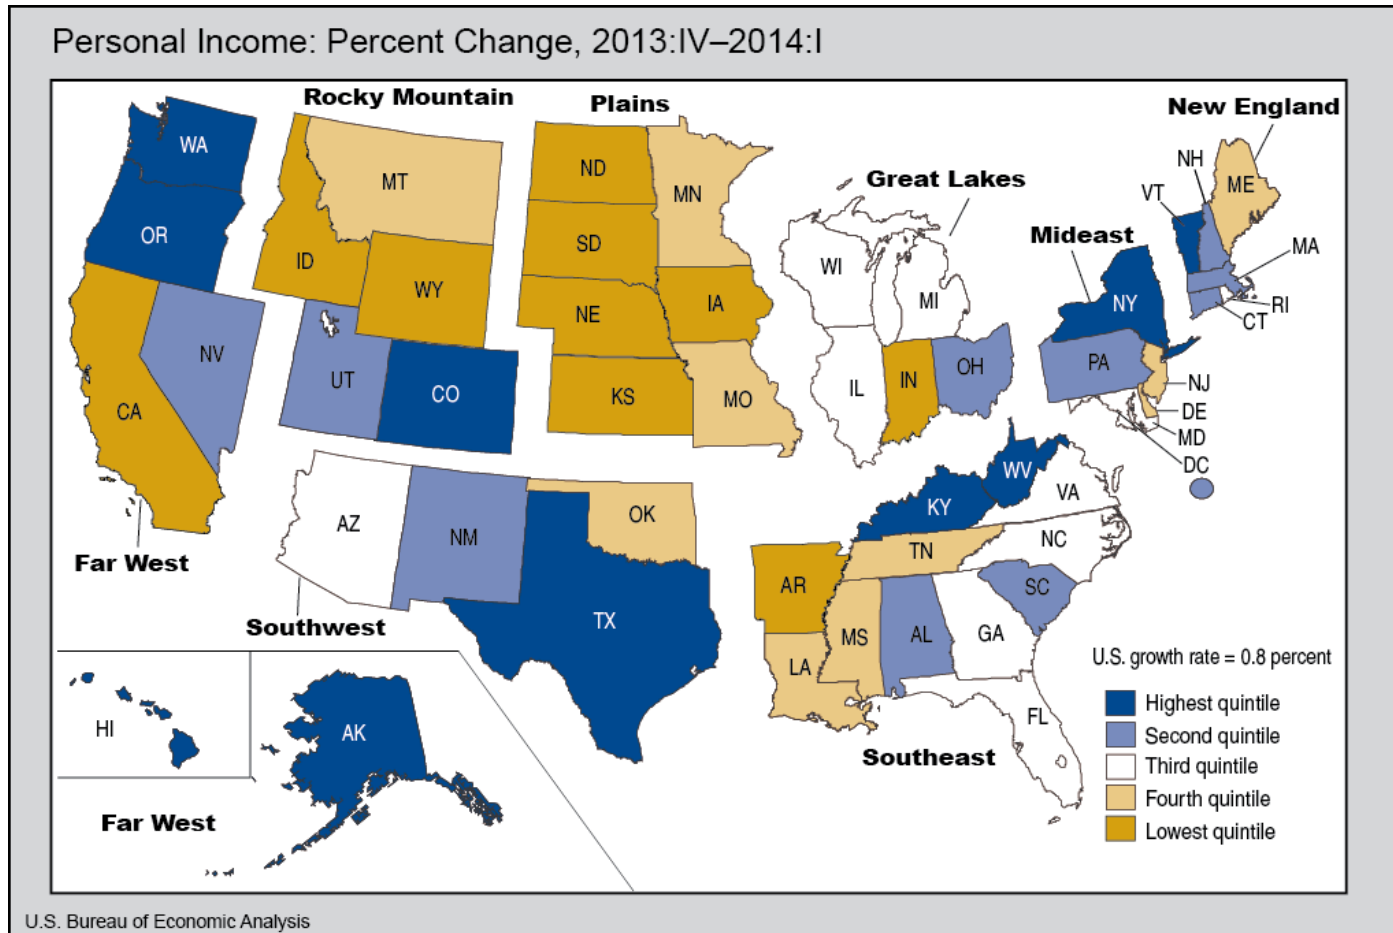 Personal Income: Percent Change, 2013:IV–2014:I
Rocky Mountain
Plains
New England
Great Lakes
Mideast
WA
OR
CA
NV
ID
MT
WY
UT
CO
ND
SD
NE
KS
MN
IA
MO
WI
MI
IL
IN
OH
NH
VT
ME
MA
RI
CT
NY
PA
NJ
DE
MD
DC
Far West
AZ
NM
OK
TX
Southwest
WV
VA
KY
TN
NC
SC
AR
MS
AL
GA
LA
FL
Southeast
HI
AK
Far West
U.S. growth rate = 0.8 percent
Highest quintile
Second quintile
Third quintile
Fourth quintile
Lowest quintile
U.S. Bureau of Economic Analysis